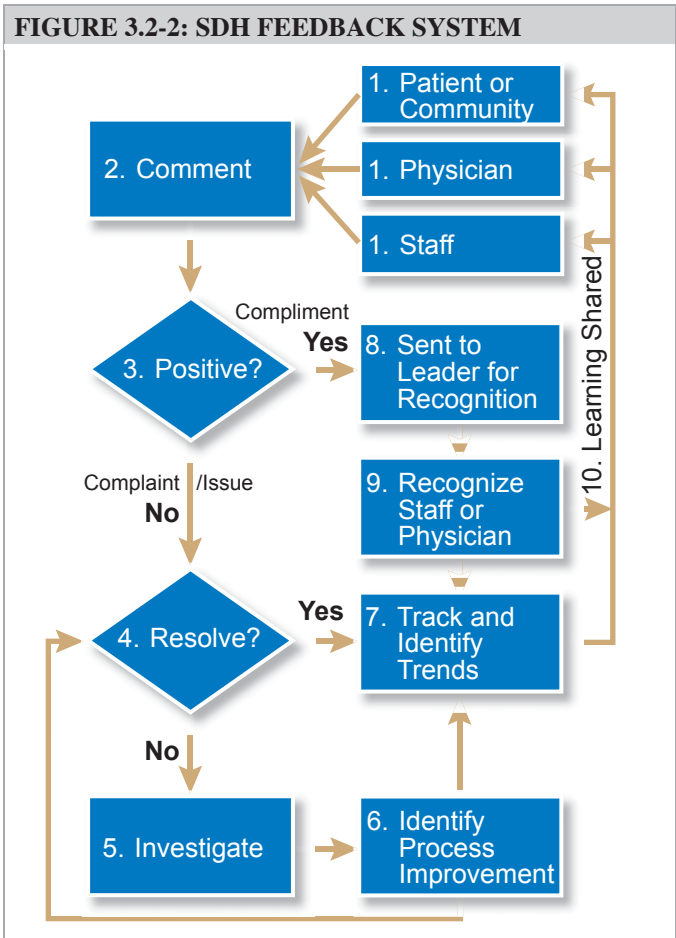 FIGURE 3.2-2: SDH FEEDBACK SYSTEM
1. Patient or
Community
2. Comment
1. Physician
1. Staff
Compliment
Yes
3. Positive?
8. Sent to
Leader for
Recognition
10. Learning Shared
Complaint /Issue
No
9. Recognize
Staff or
Physician
Yes
4. Resolve?
7. Track and
Identify
Trends
No
5. Investigate
6. Identify
Process
Improvement